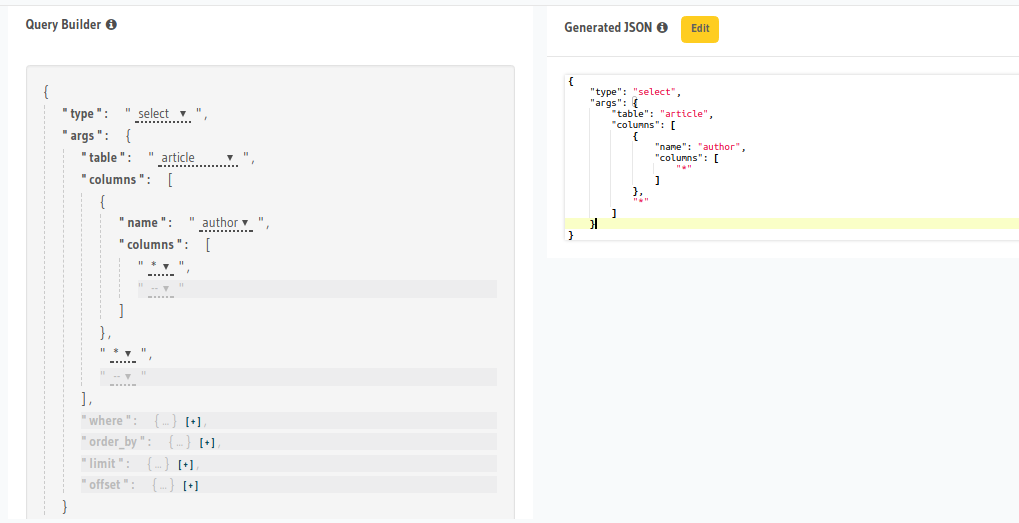 Query Builder
{
"type": "select ▼",
"args": {
"table": "article ▼",
"columns": [
{
"name": "author ▼",
"columns": [
"* ▼",
"-- ▼"
]
},
"* ▼",
"-- ▼"
],
"where": {...} [+],
"order_by": {...} [+],
"limit": {...} [+],
"offset": {...} [+]
}
Generated JSON Edit
{
"type": "select",
"args": {
"table": "article",
"columns": [
{
"name": "author",
"columns": [
"*"
]
},
"*"
]
}
}